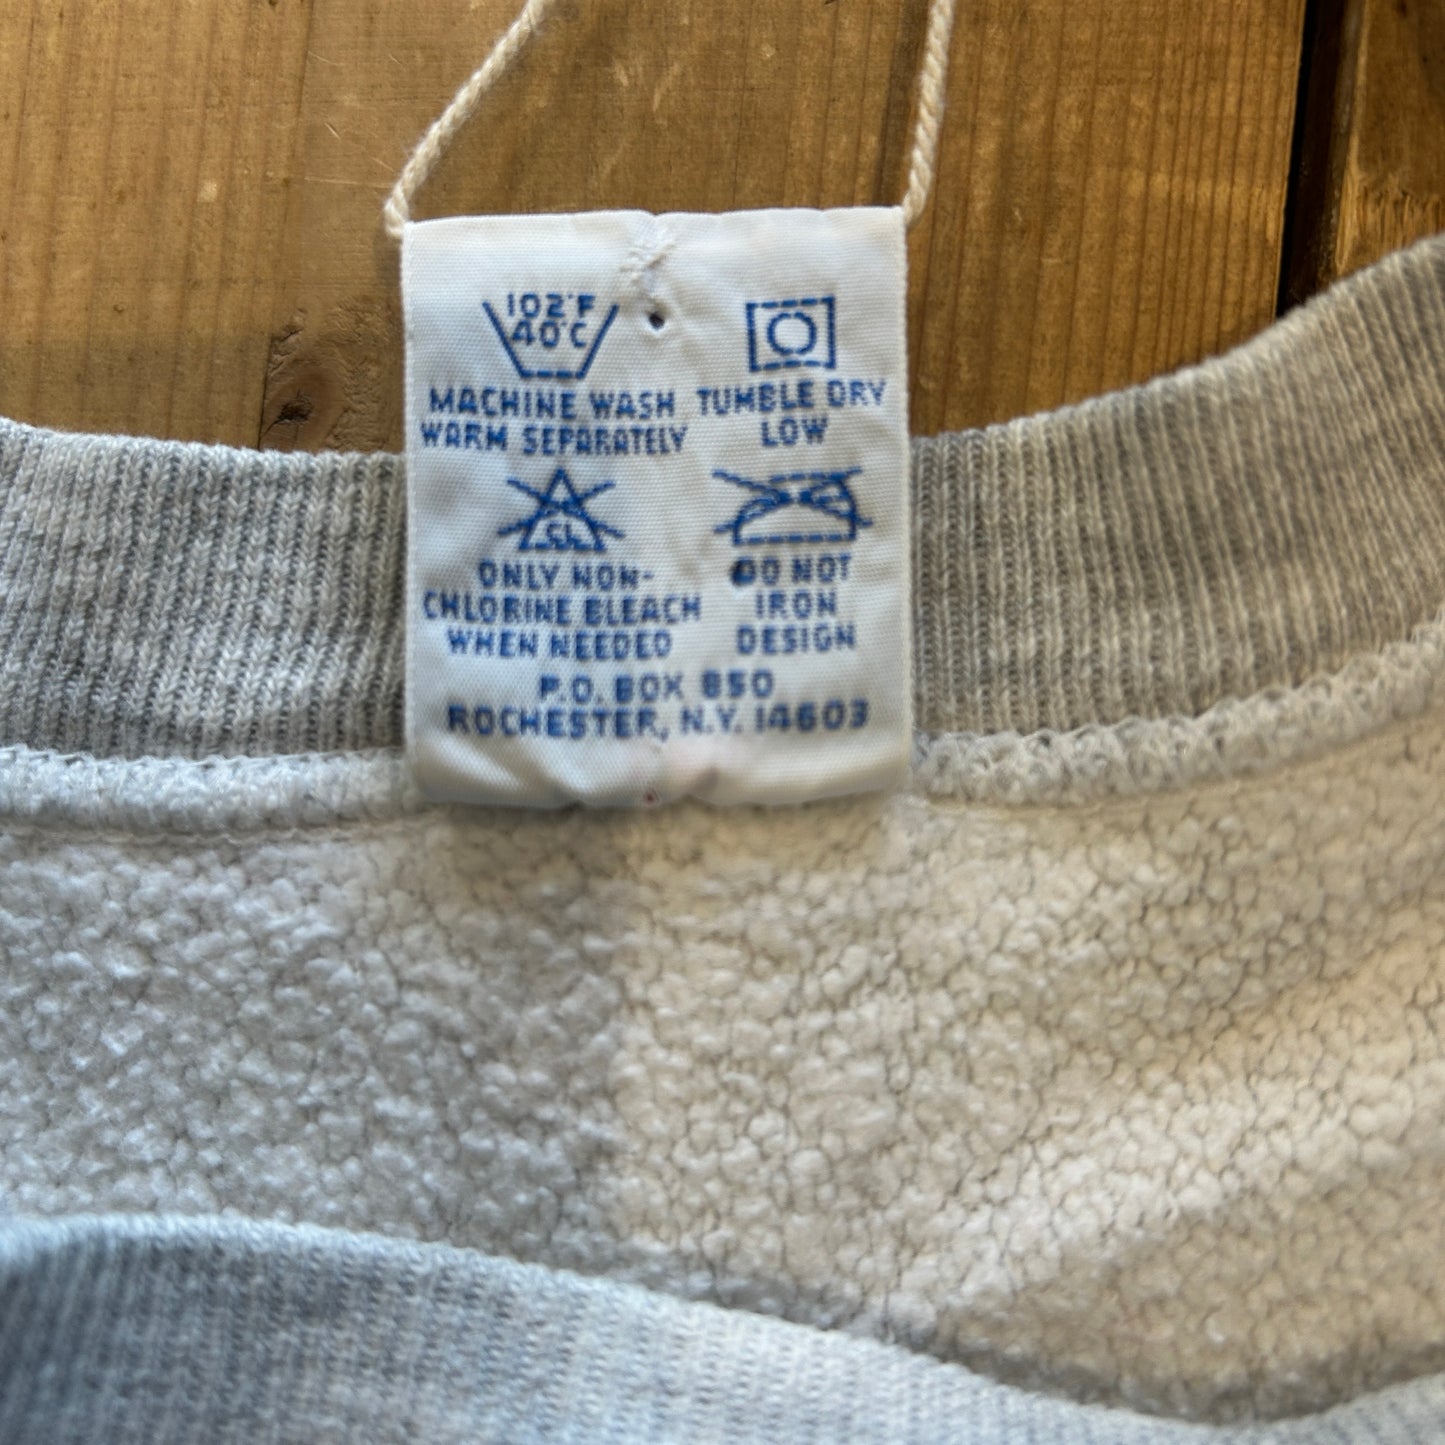 102°F
40°C
MACHINE WASH
WARM SEPARATELY
TUMBLE DRY
LOW
CL
ONLY NON-
CHLORINE BLEACH
WHEN NEEDED
DO NOT
IRON
DESIGN
P.O. BOX 850
ROCHESTER, N.Y. 14603